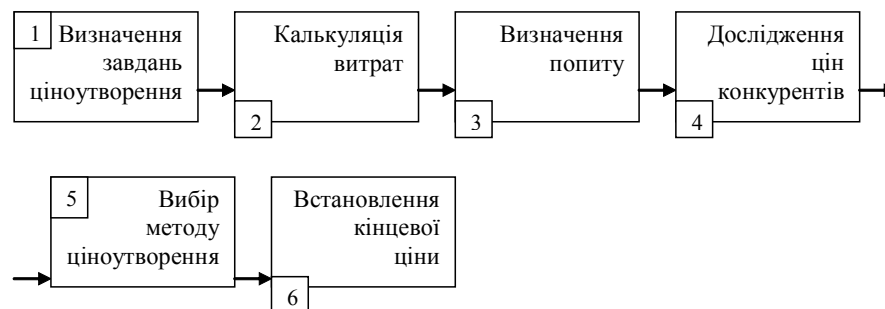 1
Визначення
завдань
ціноутворення
Калькуляція
витрат
2
Визначення
попиту
3
Дослідження
цін
конкурентів
4
5
Вибір
методу
ціноутворення
Встановлення
кінцевої
ціни
6